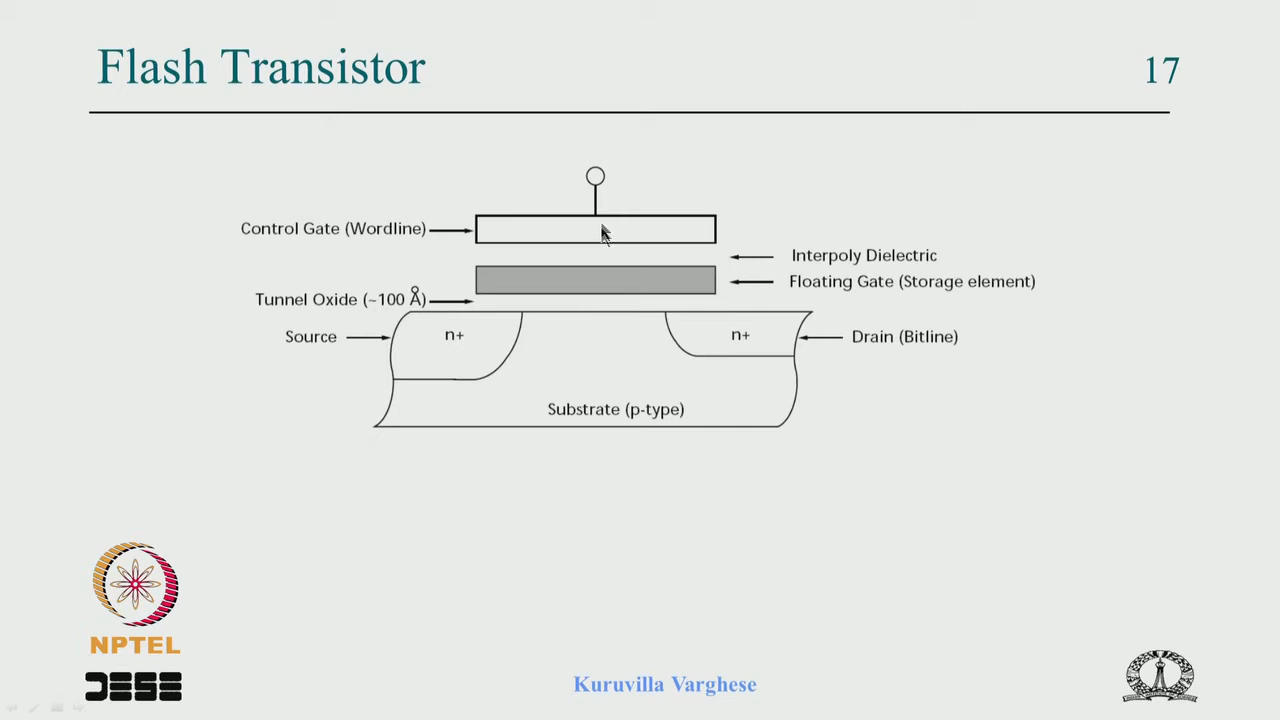 Flash Transistor
17
Control Gate (Wordline)
Interpoly Dielectric
Floating Gate (Storage element)
Tunnel Oxide (~100 Å)
Source
n+
n+
Drain (Bitline)
Substrate (p-type)
NPTEL
DESE
Kuruvilla Varghese